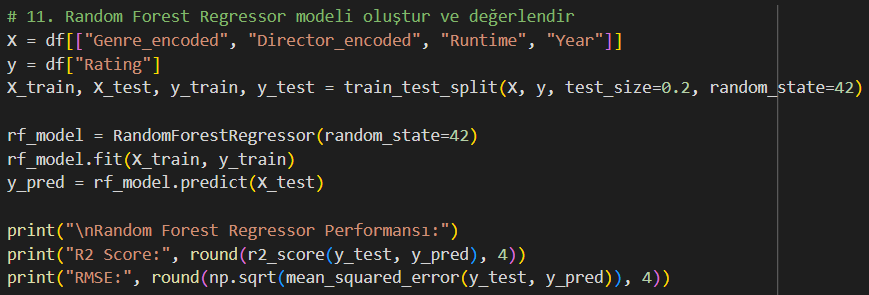 # 11. Random Forest Regressor modeli oluştur ve değerlendir
X = df[["Genre_encoded", "Director_encoded", "Runtime", "Year"]]
y = df["Rating"]
X_train, X_test, y_train, y_test = train_test_split(X, y, test_size=0.2, random_state=42)
rf_model = RandomForestRegressor(random_state=42)
rf_model.fit(X_train, y_train)
y_pred = rf_model.predict(X_test)
print("\nRandom Forest Regressor Performansı:")
print("R2 Score:", round(r2_score(y_test, y_pred), 4))
print("RMSE:", round(np.sqrt(mean_squared_error(y_test, y_pred)), 4))